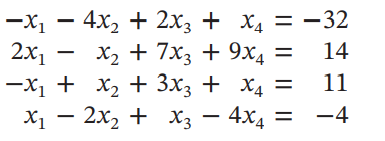 −x₁ − 4x₂ + 2x₃ + x₄ = −32
2x₁ − x₂ + 7x₃ + 9x₄ = 14
−x₁ + x₂ + 3x₃ + x₄ = 11
x₁ − 2x₂ + x₃ − 4x₄ = −4